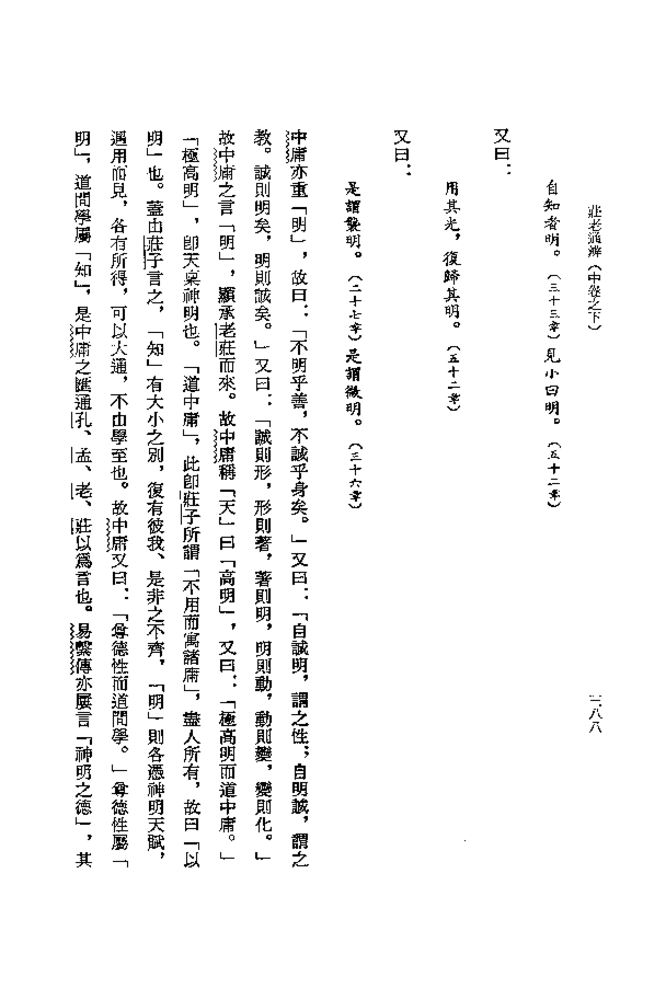 莊老通辨（中卷之下）
三八八
自知者明。（三十三章）見小曰明。（五十二章）
又曰：
用其光，復歸其明。（五十二章）
又曰：
是謂襲明。（二十七章）是謂微明。（三十六章）
中庸亦重「明」，故曰：「不明乎善，不誠乎身矣。」又曰：「自誠明，謂之性；自明誠，謂之
教。誠則明矣，明則誠矣。」又曰：「誠則形，形則著，著則明，明則動，動則變，變則化。」
故中庸之言「明」，顯承老莊而來。故中庸稱「天」曰「高明」，又曰：「極高明而道中庸。」
「極高明」，卽天稟神明也。「道中庸」，此卽莊子所謂「不用而寓諸庸」，盡人所有，故曰「以
明」也。蓋由莊子言之，「知」有大小之別，復有彼我、是非之不齊，「明」則各憑神明天賦，
遇用而見，各有所得，可以大通，不由學至也。故中庸又曰：「尊德性而道問學。」尊德性屬「
明」，道問學屬「知」，是中庸之匯通孔、孟、老、莊以爲言也。易繫傳亦屢言「神明之德」，其